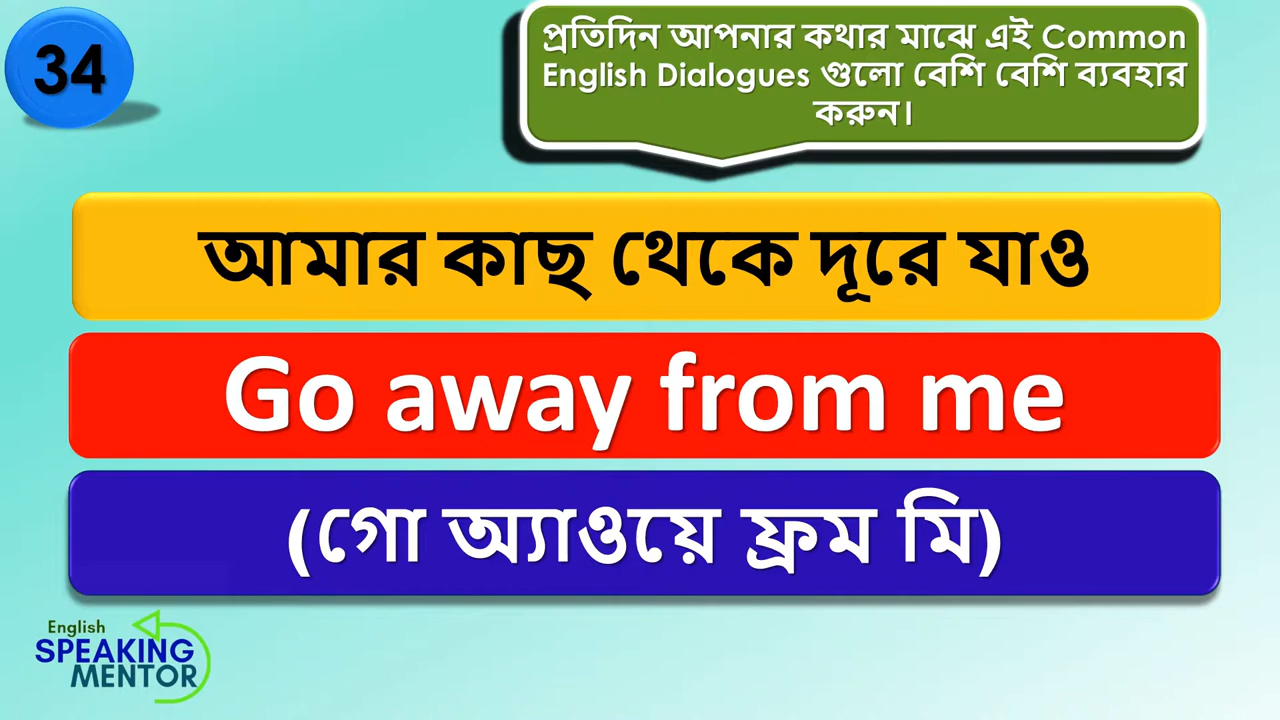 34
প্রতিদিন আপনার কথার মাঝে এই Common
English Dialogues গুলো বেশি বেশি ব্যবহার
করুন।
আমার কাছ থেকে দূরে যাও
Go away from me
(গো অ্যাওয়ে ফ্রম মি)
English
SPEAKING
MENTOR